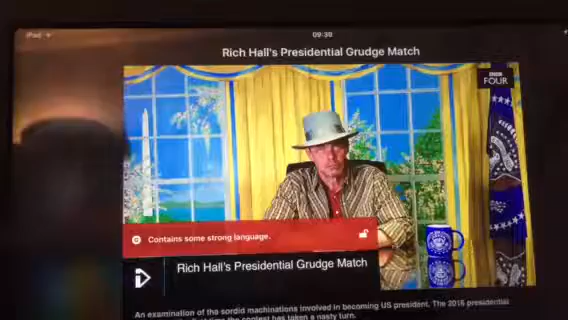 iPad
09:39
Rich Hall's Presidential Grudge Match
BBC
FOUR
G Contains some strong language.
Rich Hall's Presidential Grudge Match
An examination of the sordid machinations involved in becoming US president. The 2016 presidential
time the contest has taken a nasty turn.